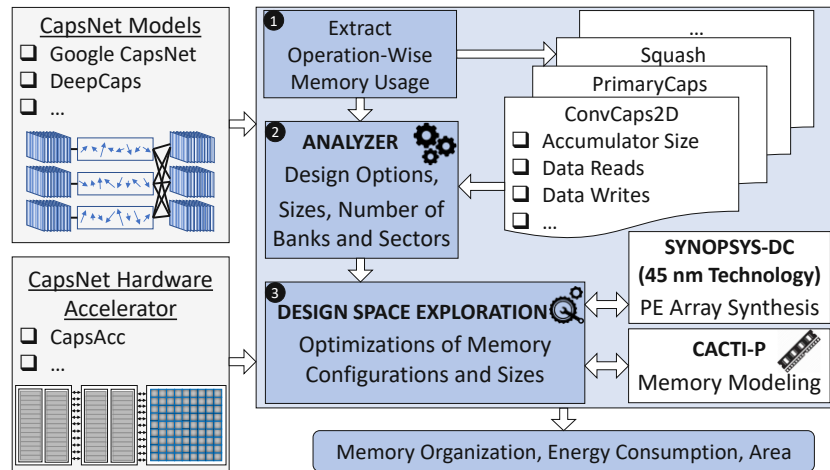 CapsNet Models
❑ Google CapsNet
❑ DeepCaps
❑ ...
CapsNet Hardware
Accelerator
❑ CapsAcc
❑ ...
1
Extract
Operation-Wise
Memory Usage
...
Squash
PrimaryCaps
ConvCaps2D
❑ Accumulator Size
❑ Data Reads
❑ Data Writes
❑ ...
2
ANALYZER
Design Options,
Sizes, Number of
Banks and Sectors
3
DESIGN SPACE EXPLORATION
Optimizations of Memory
Configurations and Sizes
SYNOPSYS-DC
(45 nm Technology)
PE Array Synthesis
CACTI-P
Memory Modeling
Memory Organization, Energy Consumption, Area